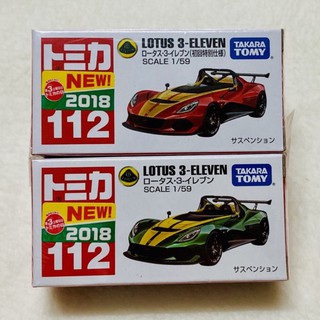 トミカ
NEW!
2018
112
LOTUS 3-ELEVEN
ロータス・3-イレブン(初回特別仕様)
SCALE 1/59
TAKARA
TOMY
サスペンション
トミカ
NEW!
2018
112
LOTUS 3-ELEVEN
ロータス・3-イレブン
SCALE 1/59
TAKARA
TOMY
サスペンション